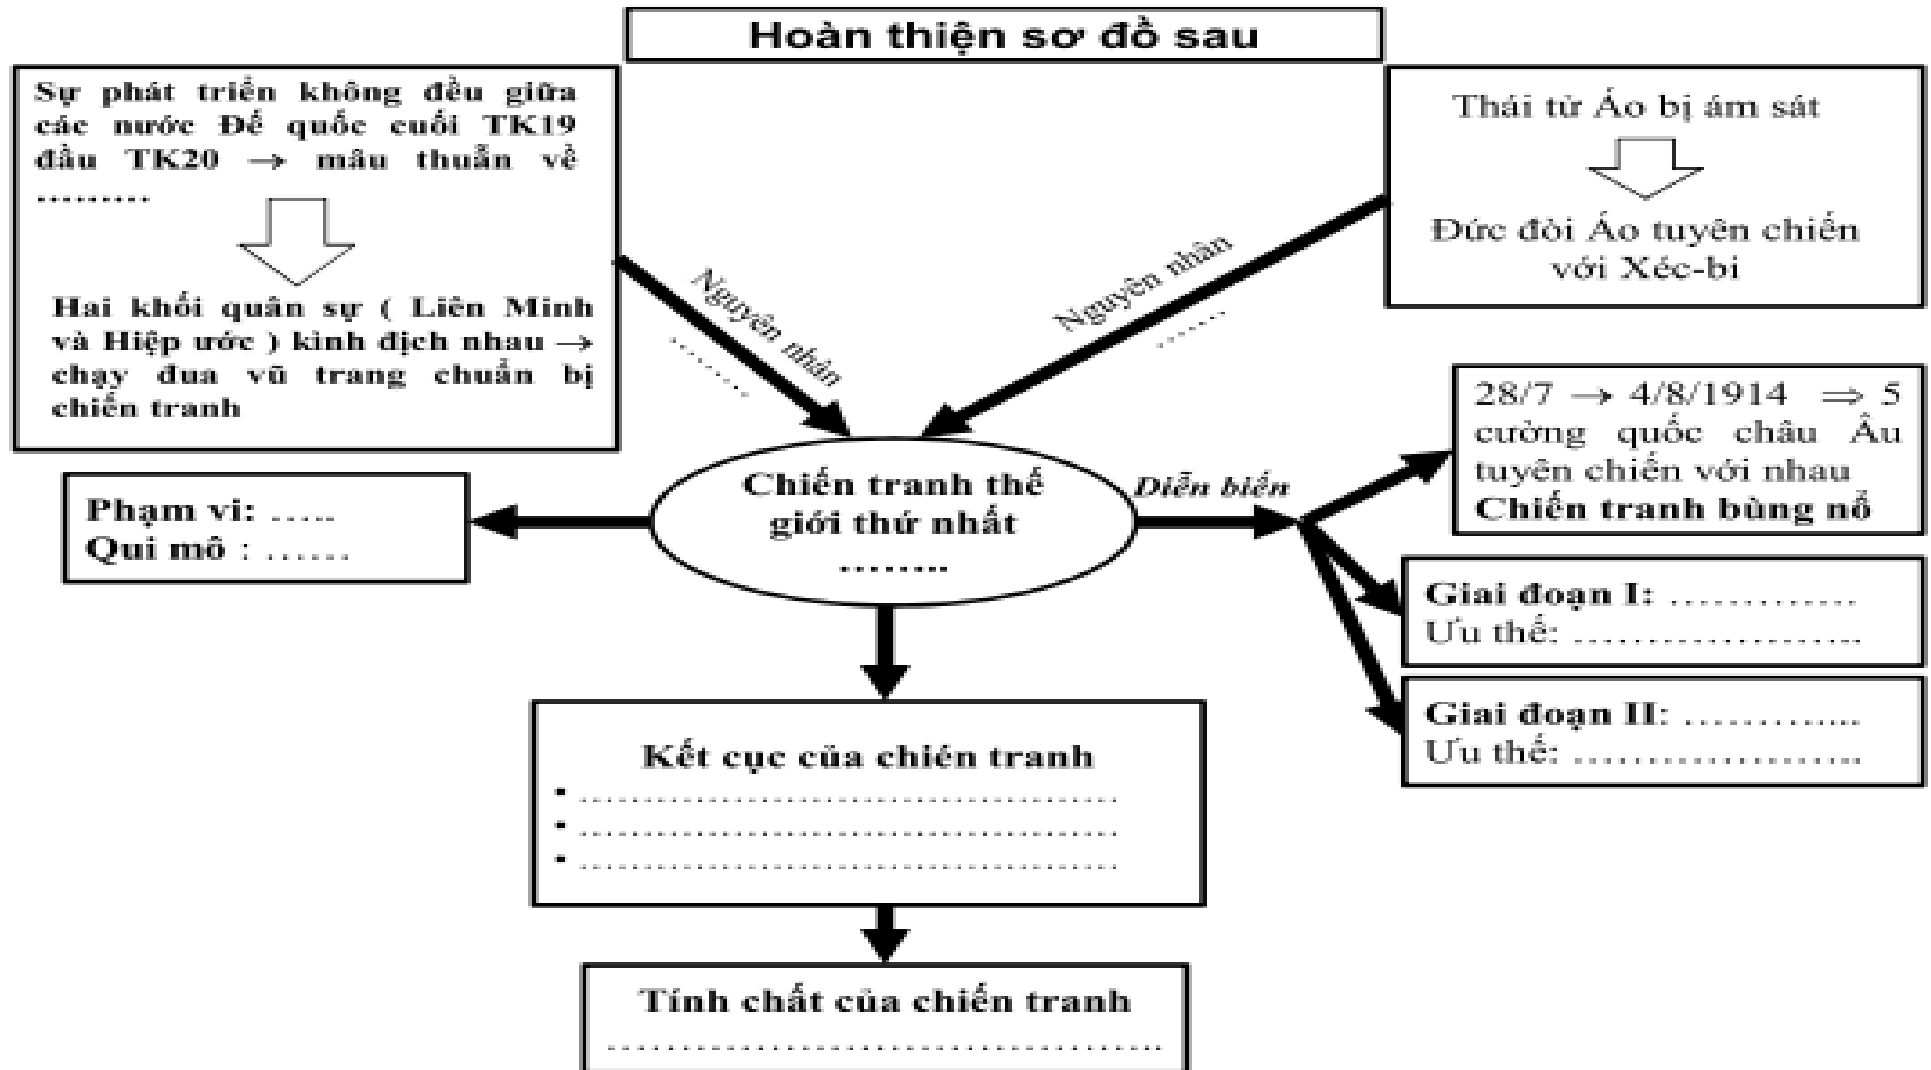 Hoàn thiện sơ đồ sau
Sự phát triển không đều giữa
các nước Đế quốc cuối TK19
đầu TK20 → mâu thuẫn về
.........
Hai khối quân sự ( Liên Minh
và Hiệp ước ) kình địch nhau →
chạy đua vũ trang chuẩn bị
chiến tranh
Thái tử Áo bị ám sát
Đức đòi Áo tuyên chiến
với Xéc-bi
Nguyên nhân
.........
Nguyên nhân
......
28/7 → 4/8/1914 ⇒ 5
cường quốc châu Âu
tuyên chiến với nhau
Chiến tranh bùng nổ
Phạm vi: .....
Qui mô : ......
Chiến tranh thế
giới thứ nhất
........
Diễn biến
Giai đoạn I: .............
Ưu thế: ....................
Giai đoạn II: ............
Ưu thế: ....................
Kết cục của chién tranh
• ..........................................
• ..........................................
• ..........................................
Tính chất của chiến tranh
..........................................